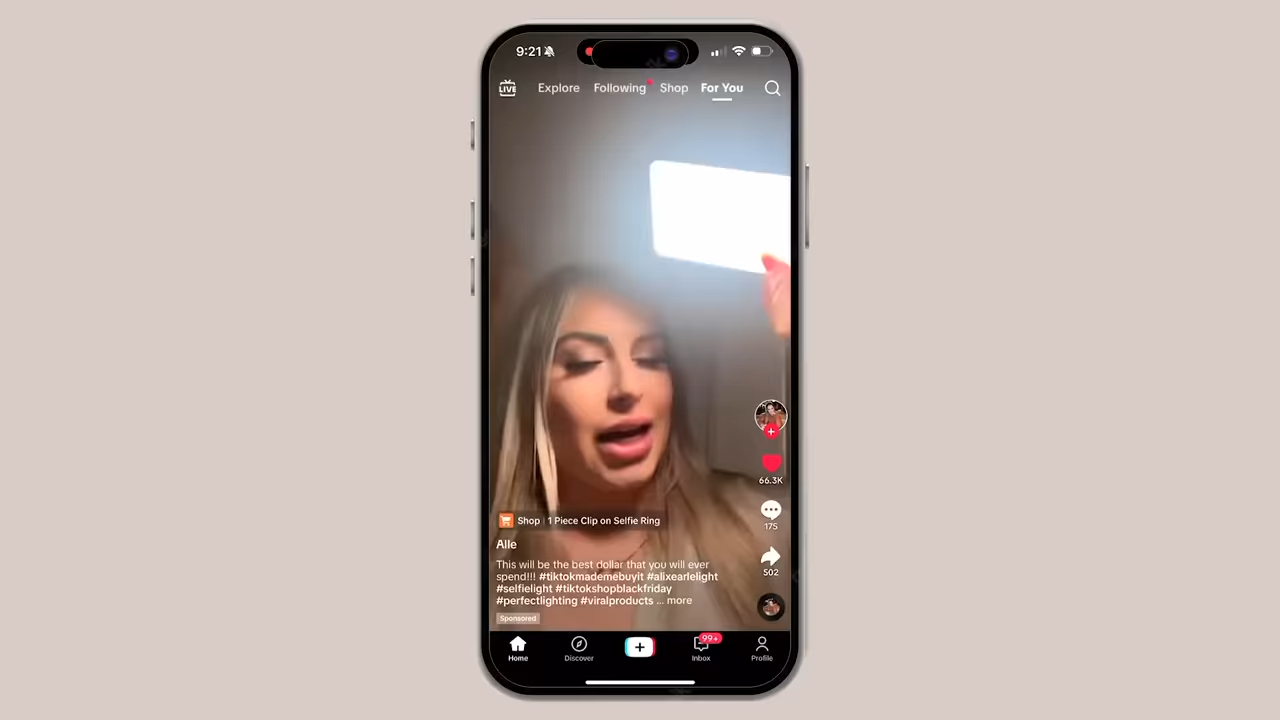 9:21
LIVE
Explore
Following
Shop
For You
66.3K
175
502
Shop | 1 Piece Clip on Selfie Ring
Alle
This will be the best dollar that you will ever
spend!!! #tiktokmademebuyit #alixearlelight
#selfielight #tiktokshopblackfriday
#perfectlighting #viralproducts ... more
Sponsored
99+
Home
Discover
Inbox
Profile